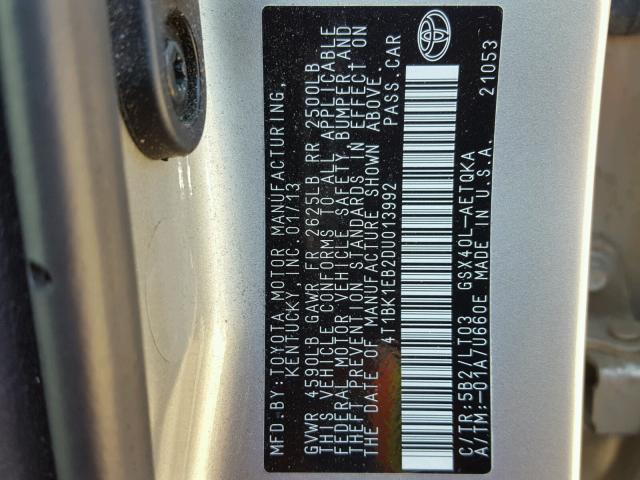 MFD.BY:TOYOTA MOTOR MANUFACTURING,
KENTUCKY, INC. 01/13
GVWR 4590LB GAWR FR 2625LB RR 2500LB
THIS VEHICLE CONFORMS TO ALL APPLICABLE
FEDERAL MOTOR VEHICLE SAFETY, BUMPER AND
THEFT PREVENTION STANDARDS IN EFFECT ON
THE DATE OF MANUFACTURE SHOWN ABOVE.
4T1BK1EB2DU013992 PASS.CAR
C/TR:5B2/LT03 GSX40L-AETQKA
A/TM:-01A/U660E MADE IN U.S.A. 21053